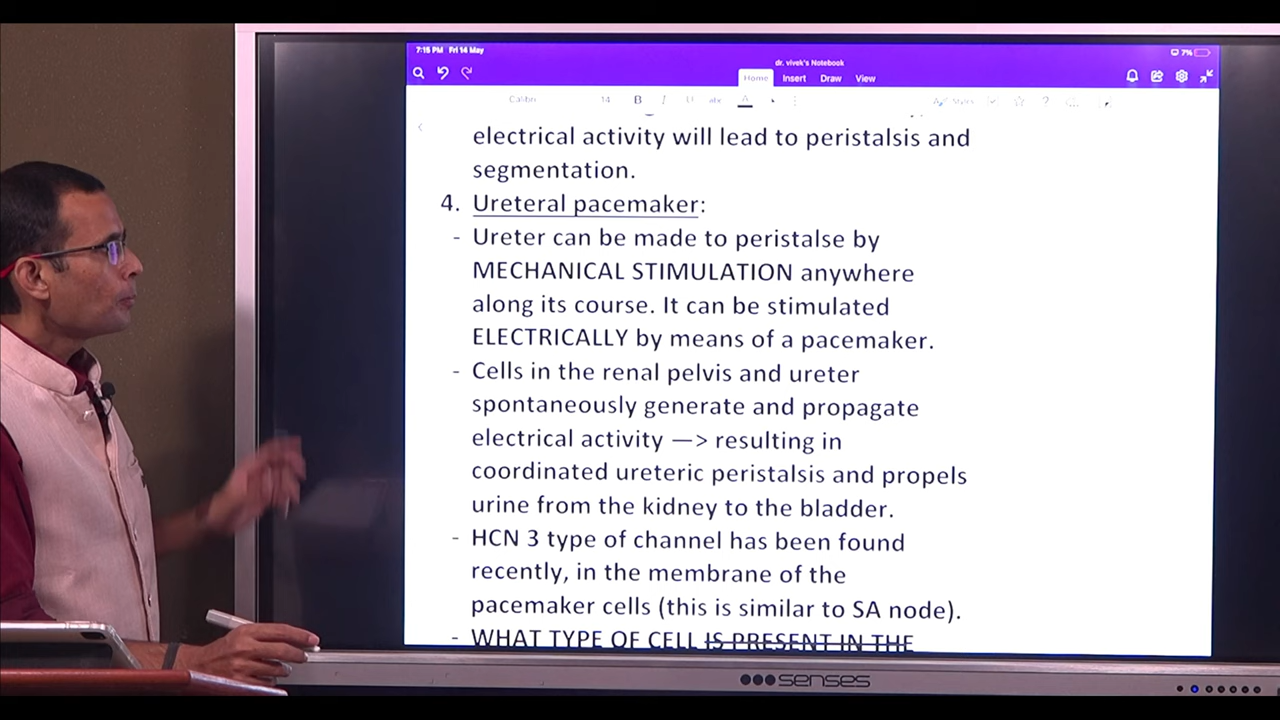 7:15 PM Fri 14 May
7%
dr. vivek's Notebook
Home Insert Draw View
Calibri 14 B I U abc A
Styles
electrical activity will lead to peristalsis and
segmentation.
4. Ureteral pacemaker:
- Ureter can be made to peristalse by
MECHANICAL STIMULATION anywhere
along its course. It can be stimulated
ELECTRICALLY by means of a pacemaker.
- Cells in the renal pelvis and ureter
spontaneously generate and propagate
electrical activity —> resulting in
coordinated ureteric peristalsis and propels
urine from the kidney to the bladder.
- HCN 3 type of channel has been found
recently, in the membrane of the
pacemaker cells (this is similar to SA node).
- WHAT TYPE OF CELL IS PRESENT IN THE
senses